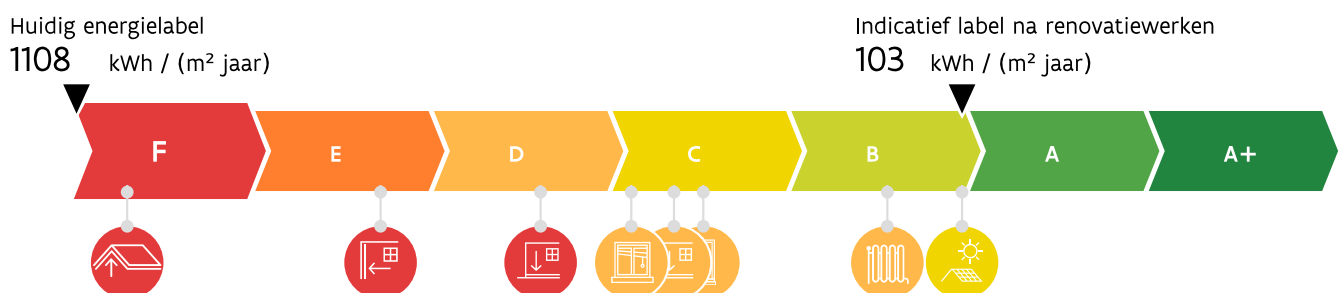 Huidig energielabel
1108 kWh / (m² jaar)
Indicatief label na renovatiewerken
103 kWh / (m² jaar)
F E D C B A A+